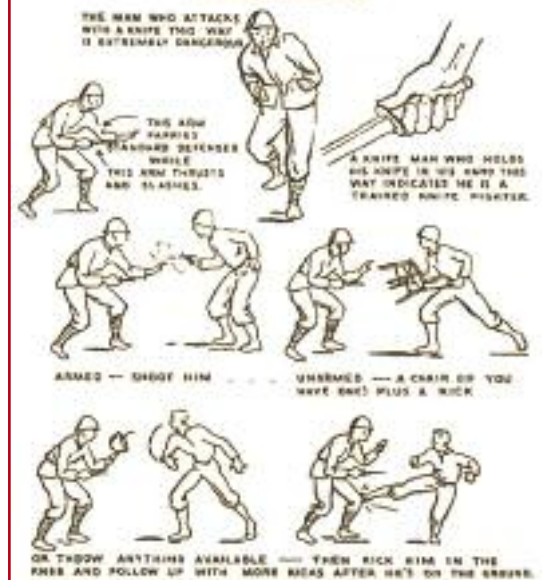 THE MAN WHO ATTACKS
WITH A KNIFE THIS WAY
IS EXTREMELY DANGEROUS
THIS ARM
PARRIES
STANDARD DEFENSES
WHILE
THIS ARM THRUSTS
AND SLASHES.
A KNIFE MAN WHO HOLDS
HIS KNIFE IN HIS HAND THIS
WAY INDICATED HE IS A
TRAINED KNIFE FIGHTER.
ARMED — SHOOT HIM . . . .
UNARMED — A CHAIR (IF YOU
HAVE ONE) PLUS A KICK
OR THROW ANYTHING AVAILABLE — THEN KICK HIM IN THE
KNEE AND FOLLOW UP WITH MORE KICKS AFTER HE'S ON THE GROUND.